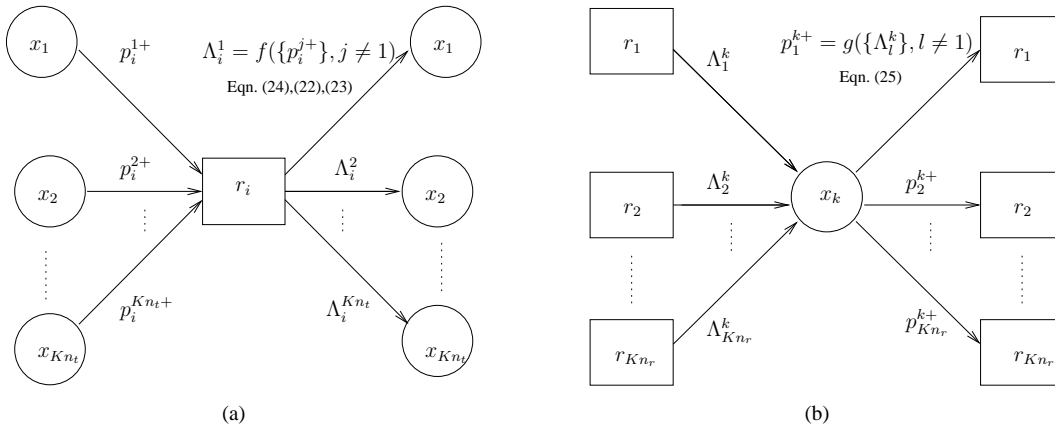 x_1
p_i^{1+}
Λ_i^1 = f({p_i^{j+}}, j ≠ 1)
Eqn. (24),(22),(23)
x_1
x_2
p_i^{2+}
r_i
Λ_i^2
x_2
x_{Kn_t}
p_i^{Kn_t+}
Λ_i^{Kn_t}
x_{Kn_t}
(a)
r_1
Λ_1^k
p_1^{k+} = g({Λ_l^k}, l ≠ 1)
Eqn. (25)
r_1
r_2
Λ_2^k
x_k
p_2^{k+}
r_2
r_{Kn_r}
Λ_{Kn_r}^k
p_{Kn_r}^{k+}
r_{Kn_r}
(b)